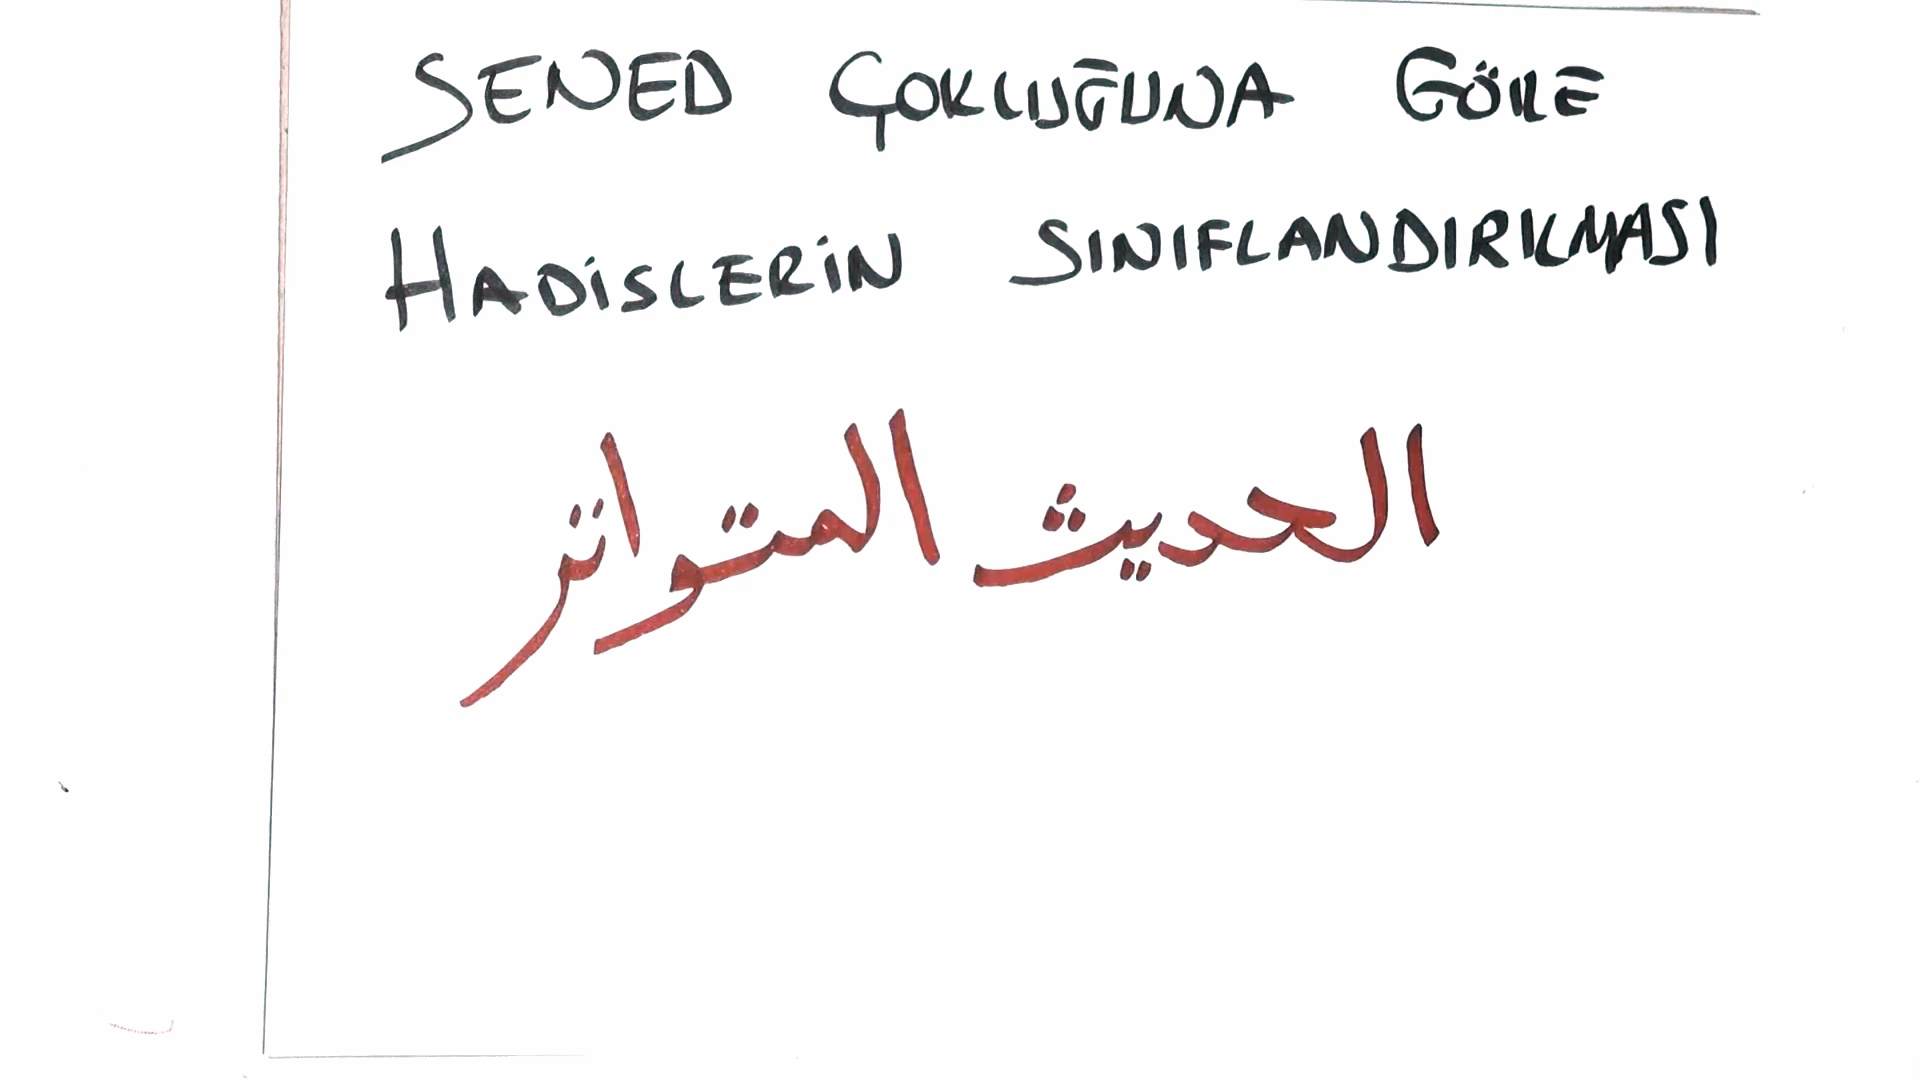 SENED ÇOKLUĞUNA GÖRE
HADİSLERİN SINIFLANDIRILMASI
الحديث المتواتر